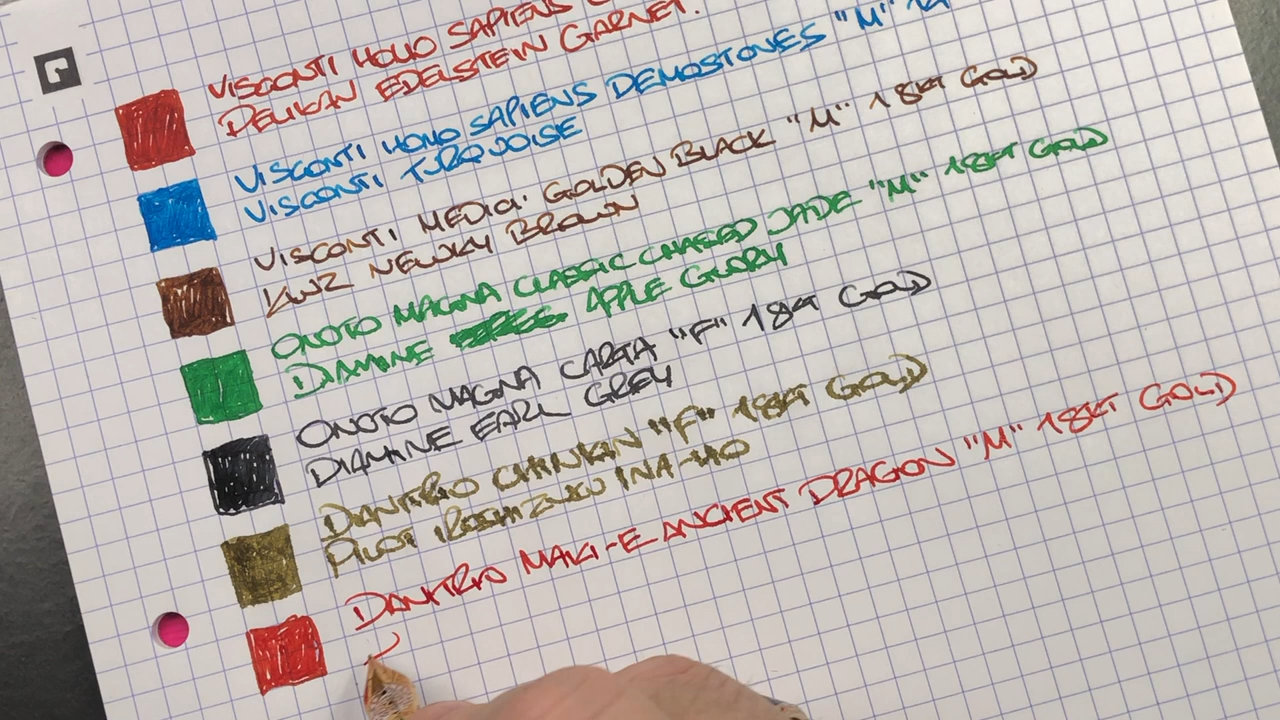 VISCONTI HOMO SAPIENS
PELIKAN EDELSTEIN GARNET.
VISCONTI HOMO SAPIENS DEMOSTONES "M"
VISCONTI TURQUOISE
VISCONTI MEDICI GOLDEN BLACK "M" 18KT GOLD
KWZ NEWKY BROWN
ONOTO MAGNA CLASSIC CHASED JADE "M" 18KT GOLD
DIAMINE APPLE GLORY
ONOTO MAGNA CARTA "F" 18KT GOLD
DIAMINE EARL GREY
DANITRIO CHINKIN "F" 18KT GOLD
PILOT IROSHIZUKU INA-HO
DANITRIO MAKI-E ANCIENT DRAGON "M" 18KT GOLD